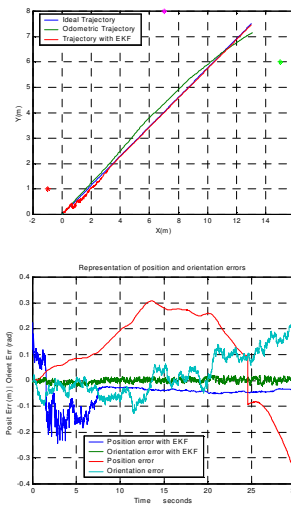 8
7
6
5
4
3
2
1
0
Y(m)
Ideal Trajectory
Odometric Trajectory
Trajectory with EKF
-2 0 2 4 6 8 10 12 14 16
X(m)
Representation of position and orientation errors
0.4
0.3
0.2
0.1
0
-0.1
-0.2
-0.3
-0.4
Posit Err (m) / Orient Err (rad)
Position error with EKF
Orientation error with EKF
Position error
Orientation error
0 5 10 15 20 25
Time seconds